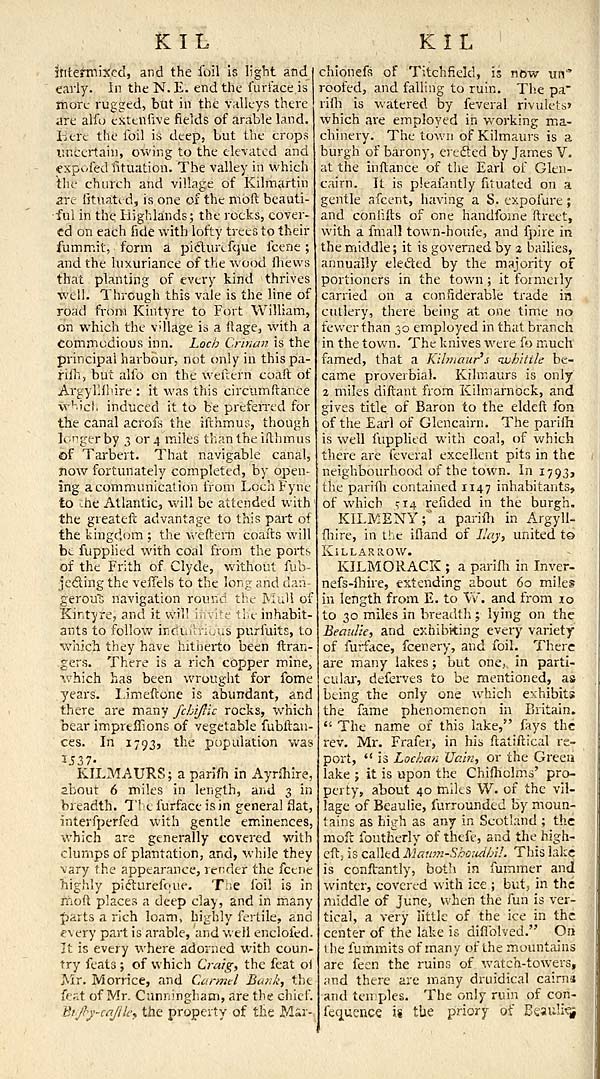 KIL
intermixed, and the ſoil is light and
early. In the N. E. end the ſurface is
more rugged, but in the valleys there
are alſo extenſive fields of arable land.
Here the ſoil is deep, but the crops
uncertain, owing to the elevated and
expoſed ſituation. The valley in which
the church and village of Kilmartin
are ſituated, is one of the moſt beauti-
ful in the Highlands; the rocks, cover-
ed on each ſide with lofty trees to their
ſummit, form a pictureſque ſcene;
and the luxuriance of the wood ſhews
that planting of every kind thrives
well. Through this vale is the line of
road from Kintyre to Fort William,
on which the village is a ſtage, with a
commodious inn. Loch Crinan is the
principal harbour, not only in this pa-
riſh, but alſo on the weſtern coaſt of
Argyllſhire: it was this circumſtance
which induced it to be preferred for
the canal acroſs the iſthmus, though
longer by 3 or 4 miles than the iſthmus
of Tarbert. That navigable canal,
now fortunately completed, by open-
ing a communication from Loch Fyne
to the Atlantic, will be attended with
the greateſt advantage to this part of
the kingdom; the weſtern coaſts will
be ſupplied with coal from the ports
of the Frith of Clyde, without ſub-
jecting the veſſels to the long and dan-
gerous navigation round the Mull of
Kintyre, and it will invite the inhabit-
ants to follow induſtrious purſuits, to
which they have hitherto been ſtran-
gers. There is a rich copper mine,
which has been wrought for ſome
years. Limeſtone is abundant, and
there are many ſchiſtic rocks, which
bear impreſſions of vegetable ſubſtan-
ces. In 1793, the population was
1537.
KILMAURS; a pariſh in Ayrſhire,
about 6 miles in length, and 3 in
breadth. The ſurface is in general flat,
interſperſed with gentle eminences,
which are generally covered with
clumps of plantation, and, while they
vary the appearance, render the ſcene
highly pictureſque. The ſoil is in
moſt places a deep clay, and in many
parts a rich loam, highly fertile, and
every part is arable, and well encloſed.
It is every where adorned with coun-
try ſeats; of which Craig, the ſeat of
Mr. Morrice, and Carmel Bank, the
ſeat of Mr. Cunningham, are the chief.
the property of the Mar-
KIL
chioneſs of Titchfield, is now un-
roofed, and falling to ruin. The pa-
riſh is watered by ſeveral rivulets,
which are employed in working ma-
chinery. The town of Kilmaurs is a
burgh of barony, erected by James V.
at the inſtance of the Earl of Glen-
cairn. It is pleaſantly ſituated on a
gentle aſcent, having a S. expoſure;
and conſiſts of one handſome ſtreet,
with a ſmall town-houſe, and ſpire in
the middle; it is governed by 2 bailies,
annually elected by the majority of
portioners in the town; it formerly
carried on a conſiderable trade in
cutlery, there being at one time no
fewer than 30 employed in that branch
in the town. The knives were ſo much
famed, that a Kilmaur's whittle be-
came proverbial. Kilmaurs is only
2 miles diſtant from Kilmarnock, and
gives title of Baron to the eldeſt ſon
of the Earl of Glencairn. The pariſh
is well ſupplied with coal, of which
there are ſeveral excellent pits in the
neighbourhood of the town. In 1793,
the pariſh contained 1147 inhabitants,
of which 514 reſided in the burgh.
KILMENY; a pariſh in Argyll-
ſhire, in the iſland of Ilay, united to
KILLARROW.
KILMORACK; a pariſh in Inver-
neſs-ſhire, extending about 60 miles
in length from E. to W. and from 10
to 30 miles in breadth; lying on the
Beaulie, and exhibiting every variety
of ſurface, ſcenery, and ſoil. There
are many lakes; but one, in parti-
cular, deſerves to be mentioned, as
being the only one which exhibits
the ſame phenomenon in Britain.
"The name of this lake," ſays the
rev. Mr. Fraſer, in his ſtatiſtical re-
port, "is Lochan Uain, or the Green
lake; it is upon the Chiſholms' pro-
perty, about 40 miles W. of the vil-
lage of Beaulie, ſurrounded by moun-
tains as high as any in Scotland; the
moſt ſoutherly of theſe, and the high-
eſt, is called Maum-Shoudhil. This lake
is conſtantly, both in ſummer and
winter, covered with ice; but, in the
middle of June, when the ſun is ver-
tical, a very little of the ice in the
center of the lake is diſſolved." On
the ſummits of many of the mountains
are ſeen the ruins of watch-towers,
and there are many druidical cairns
and temples. The only ruin of con-
ſequence is the priory of Beaulie,